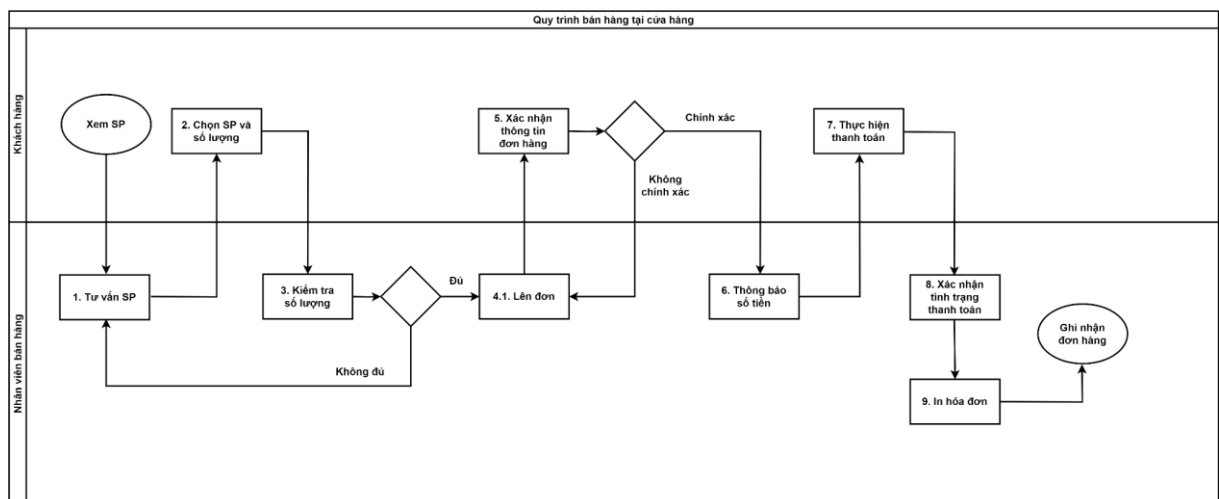 Quy trình bán hàng tại cửa hàng
Khách hàng
Xem SP
2. Chọn SP và
số lượng
5. Xác nhận
thông tin
đơn hàng
Chính xác
Không
chính xác
7. Thực hiện
thanh toán
Nhân viên bán hàng
1. Tư vấn SP
3. Kiểm tra
số lượng
Đủ
Không đủ
4.1. Lên đơn
6. Thông báo
số tiền
8. Xác nhận
tình trạng
thanh toán
9. In hóa đơn
Ghi nhận
đơn hàng